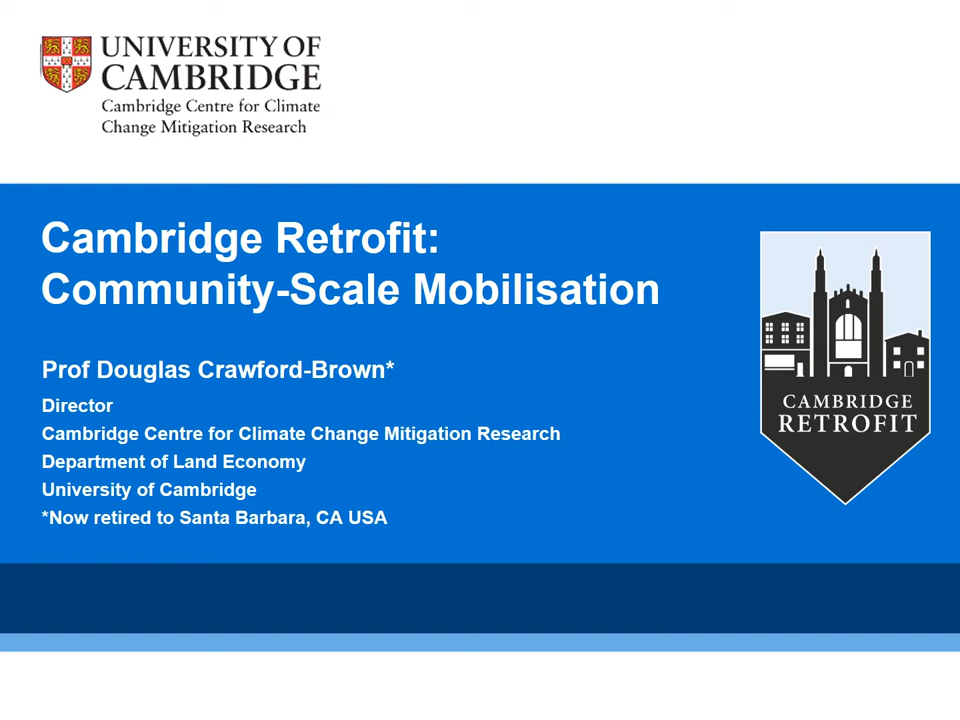 UNIVERSITY OF
CAMBRIDGE
Cambridge Centre for Climate
Change Mitigation Research
Cambridge Retrofit:
Community-Scale Mobilisation
Prof Douglas Crawford-Brown*
Director
Cambridge Centre for Climate Change Mitigation Research
Department of Land Economy
University of Cambridge
*Now retired to Santa Barbara, CA USA
CAMBRIDGE
RETROFIT